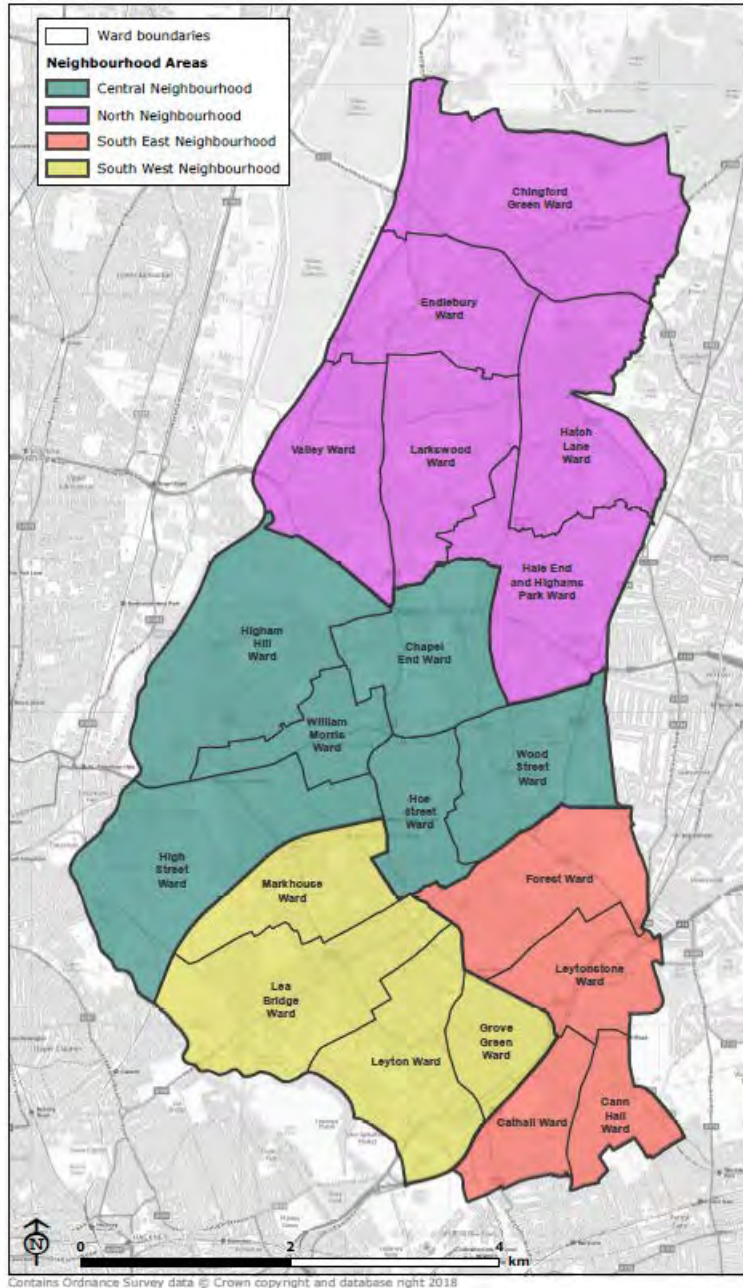 Ward boundaries
Neighbourhood Areas
Central Neighbourhood
North Neighbourhood
South East Neighbourhood
South West Neighbourhood
Chingford
Green Ward
Endlebury
Ward
Valley Ward
Larkswood
Ward
Hatch
Lane
Ward
Hale End
and Highams
Park Ward
Higham
Hill
Ward
Chapel
End Ward
William
Morris
Ward
Wood
Street
Ward
Hoe
Street
Ward
High
Street
Ward
Markhouse
Ward
Forest Ward
Leytonstone
Ward
Lea
Bridge
Ward
Grove
Green
Ward
Leyton Ward
Cathall Ward
Cann
Hall
Ward
N
0 2 4
km
Contains Ordnance Survey data © Crown copyright and database right 2018